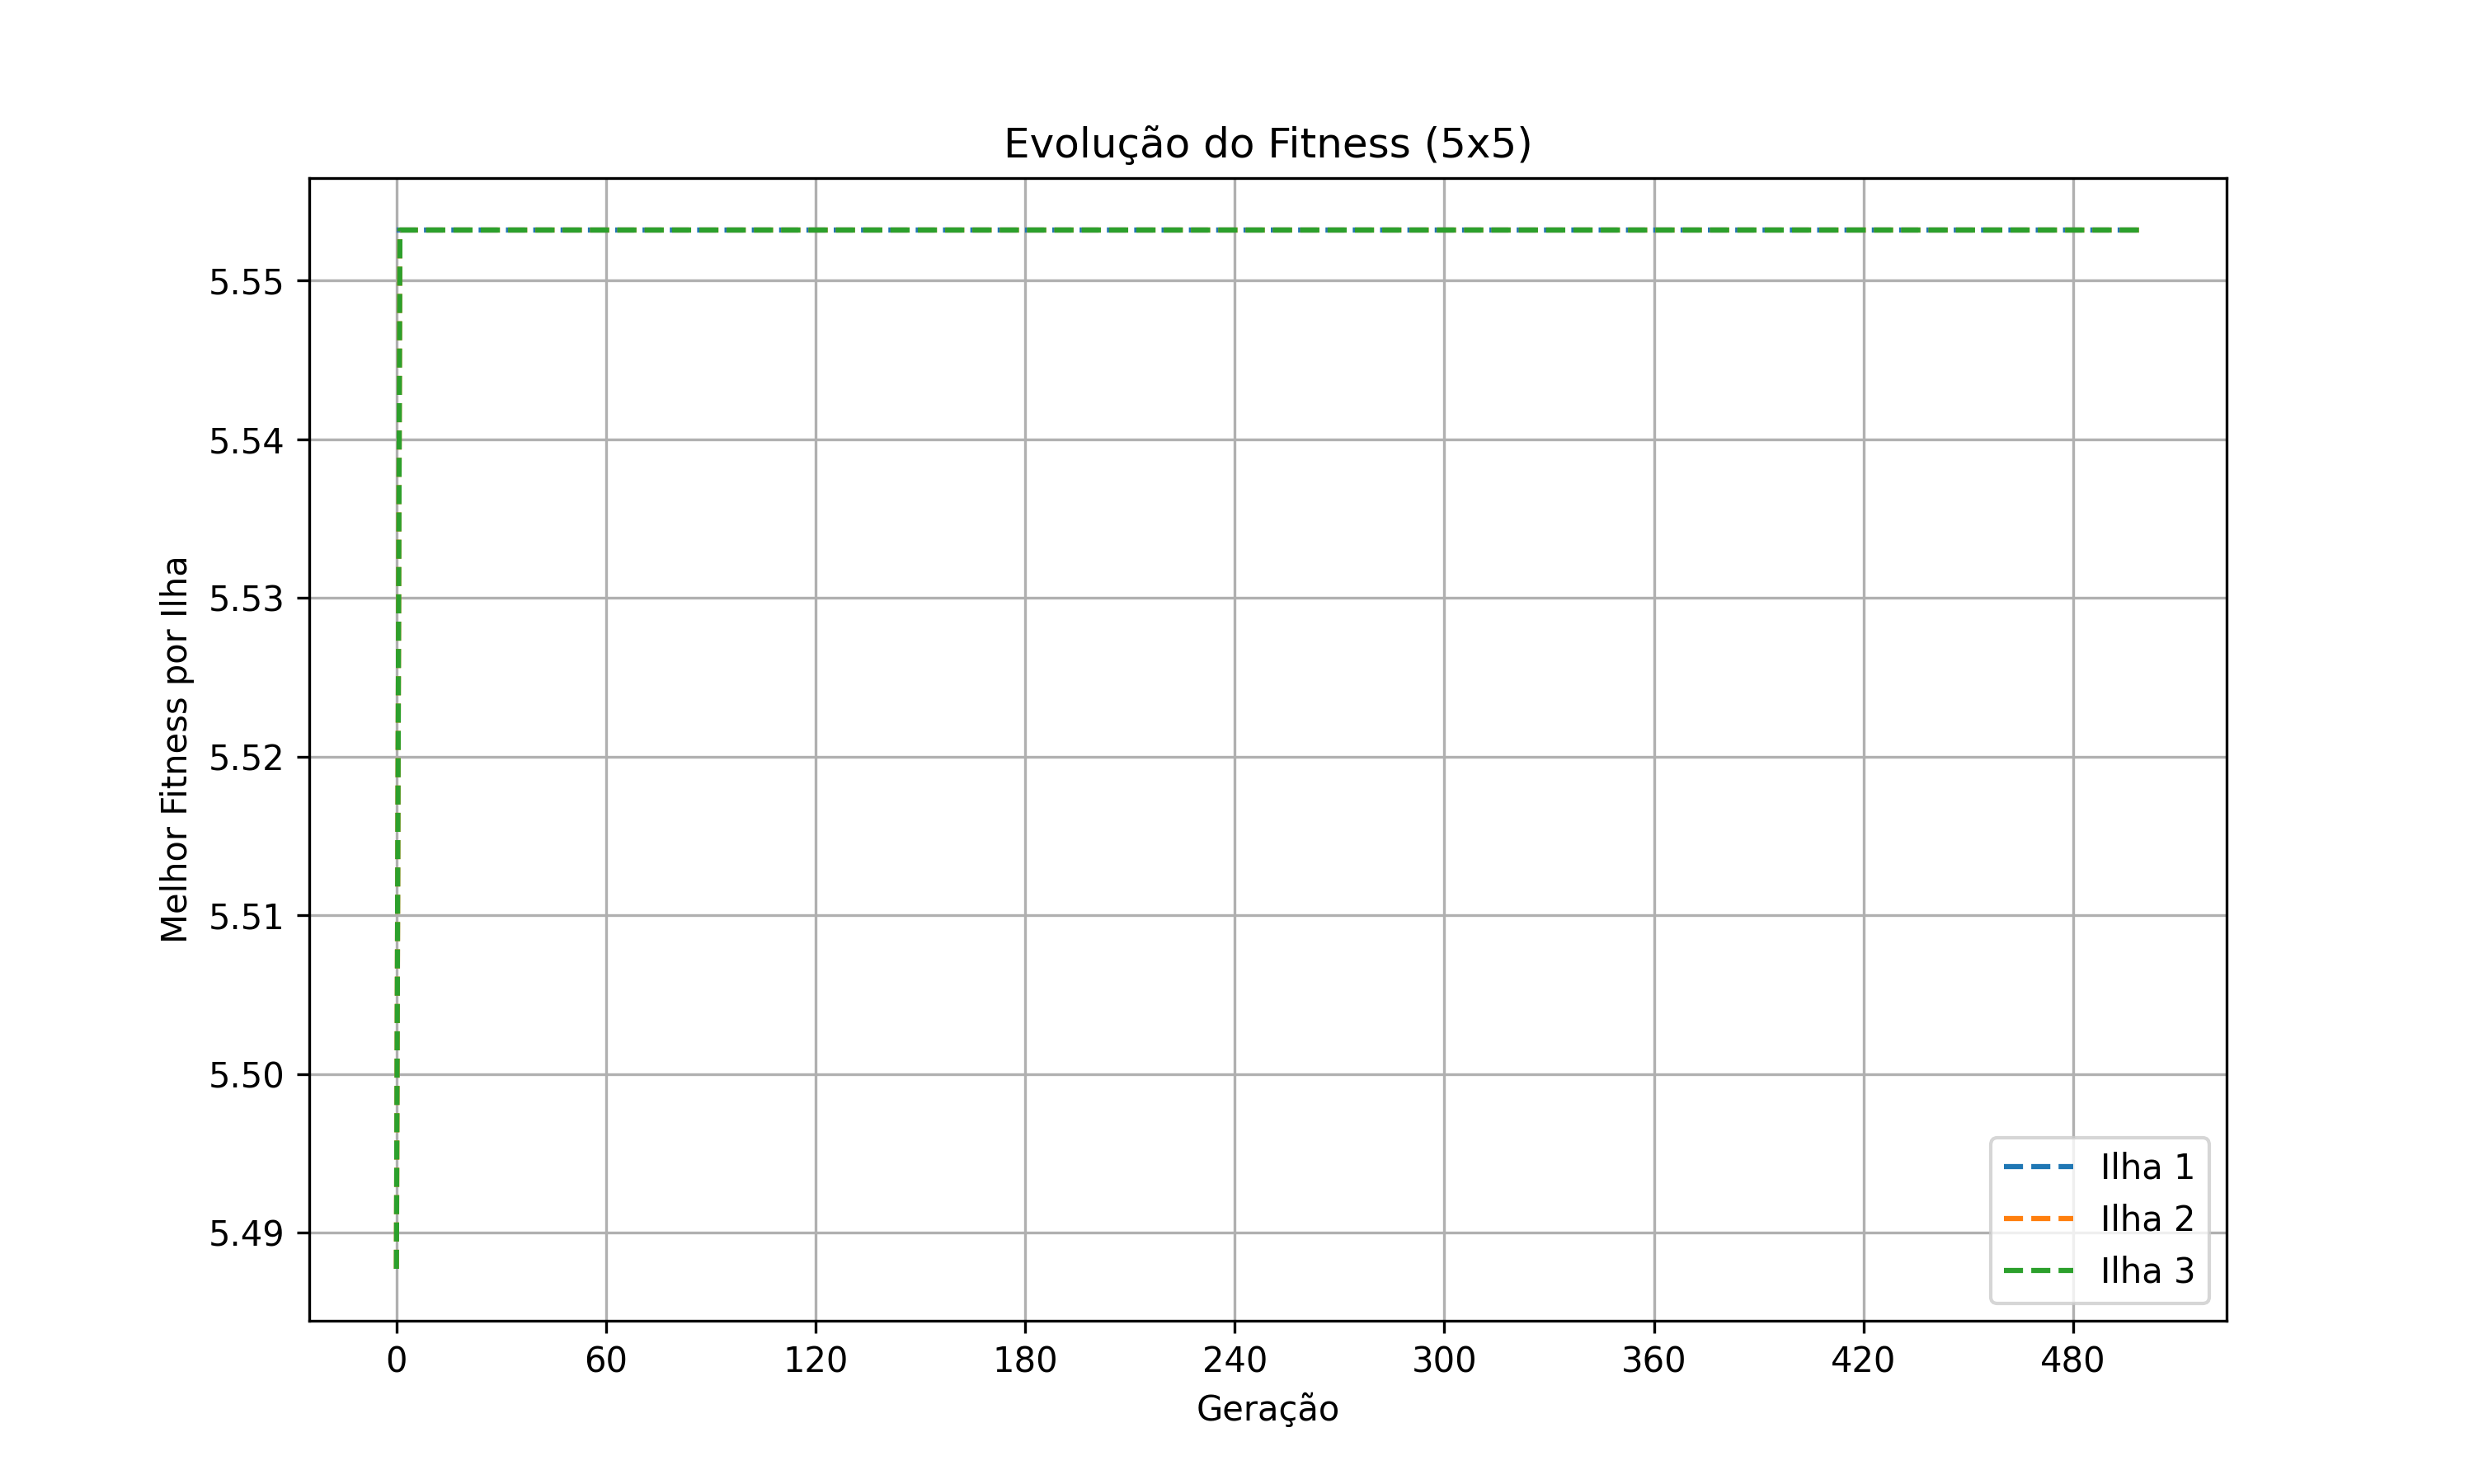 Evolução do Fitness (5x5)
Melhor Fitness por Ilha
5.55
5.54
5.53
5.52
5.51
5.50
5.49
Ilha 1
Ilha 2
Ilha 3
0 60 120 180 240 300 360 420 480
Geração